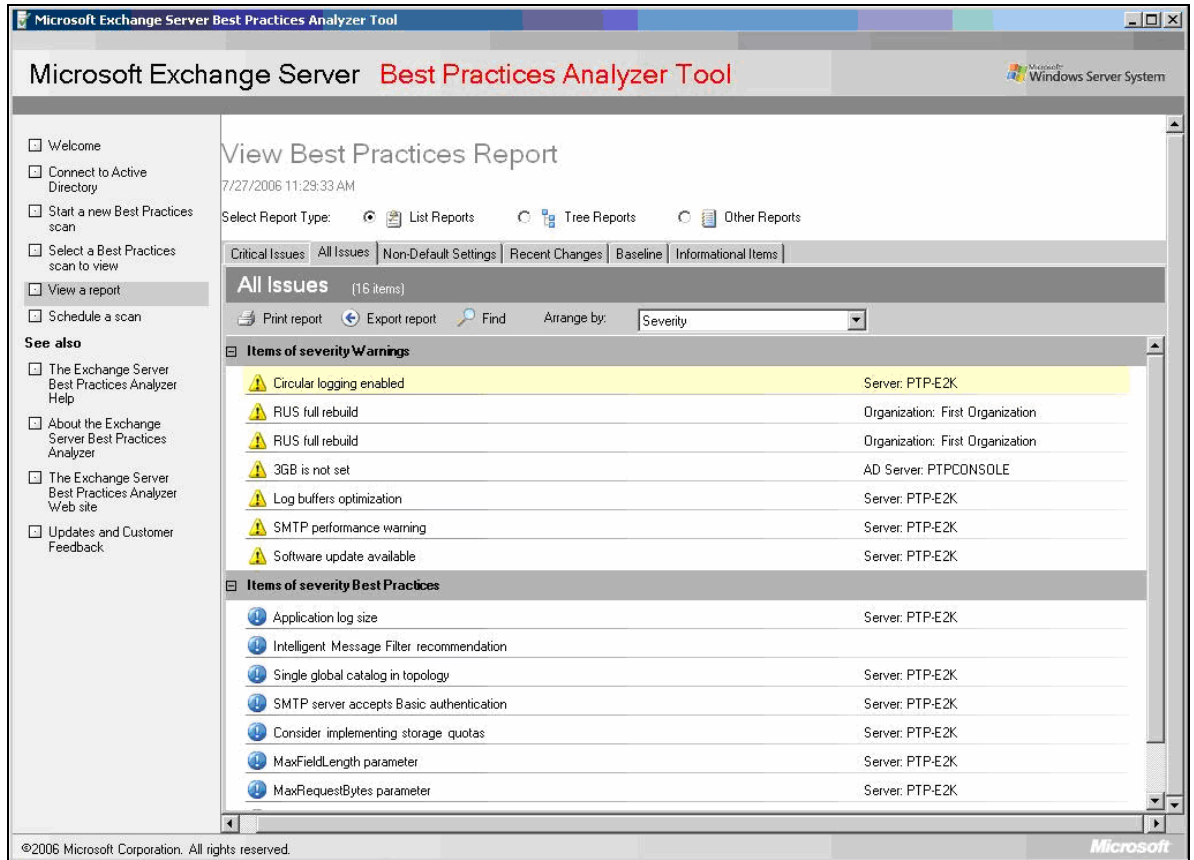 Microsoft Exchange Server Best Practices Analyzer Tool
Microsoft Exchange Server Best Practices Analyzer Tool
Microsoft
Windows Server System
Welcome
Connect to Active
Directory
Start a new Best Practices
scan
Select a Best Practices
scan to view
View a report
Schedule a scan
See also
The Exchange Server
Best Practices Analyzer
Help
About the Exchange
Server Best Practices
Analyzer
The Exchange Server
Best Practices Analyzer
Web site
Updates and Customer
Feedback
View Best Practices Report
7/27/2006 11:29:33 AM
Select Report Type: List Reports Tree Reports Other Reports
Critical Issues All Issues Non-Default Settings Recent Changes Baseline Informational Items
All Issues (16 items)
Print report Export report Find Arrange by: Severity
Items of severity Warnings
Circular logging enabled Server: PTP-E2K
RUS full rebuild Organization: First Organization
RUS full rebuild Organization: First Organization
3GB is not set AD Server: PTPCONSOLE
Log buffers optimization Server: PTP-E2K
SMTP performance warning Server: PTP-E2K
Software update available Server: PTP-E2K
Items of severity Best Practices
Application log size Server: PTP-E2K
Intelligent Message Filter recommendation
Single global catalog in topology Server: PTP-E2K
SMTP server accepts Basic authentication Server: PTP-E2K
Consider implementing storage quotas Server: PTP-E2K
MaxFieldLength parameter Server: PTP-E2K
MaxRequestBytes parameter Server: PTP-E2K
©2006 Microsoft Corporation. All rights reserved.
Microsoft